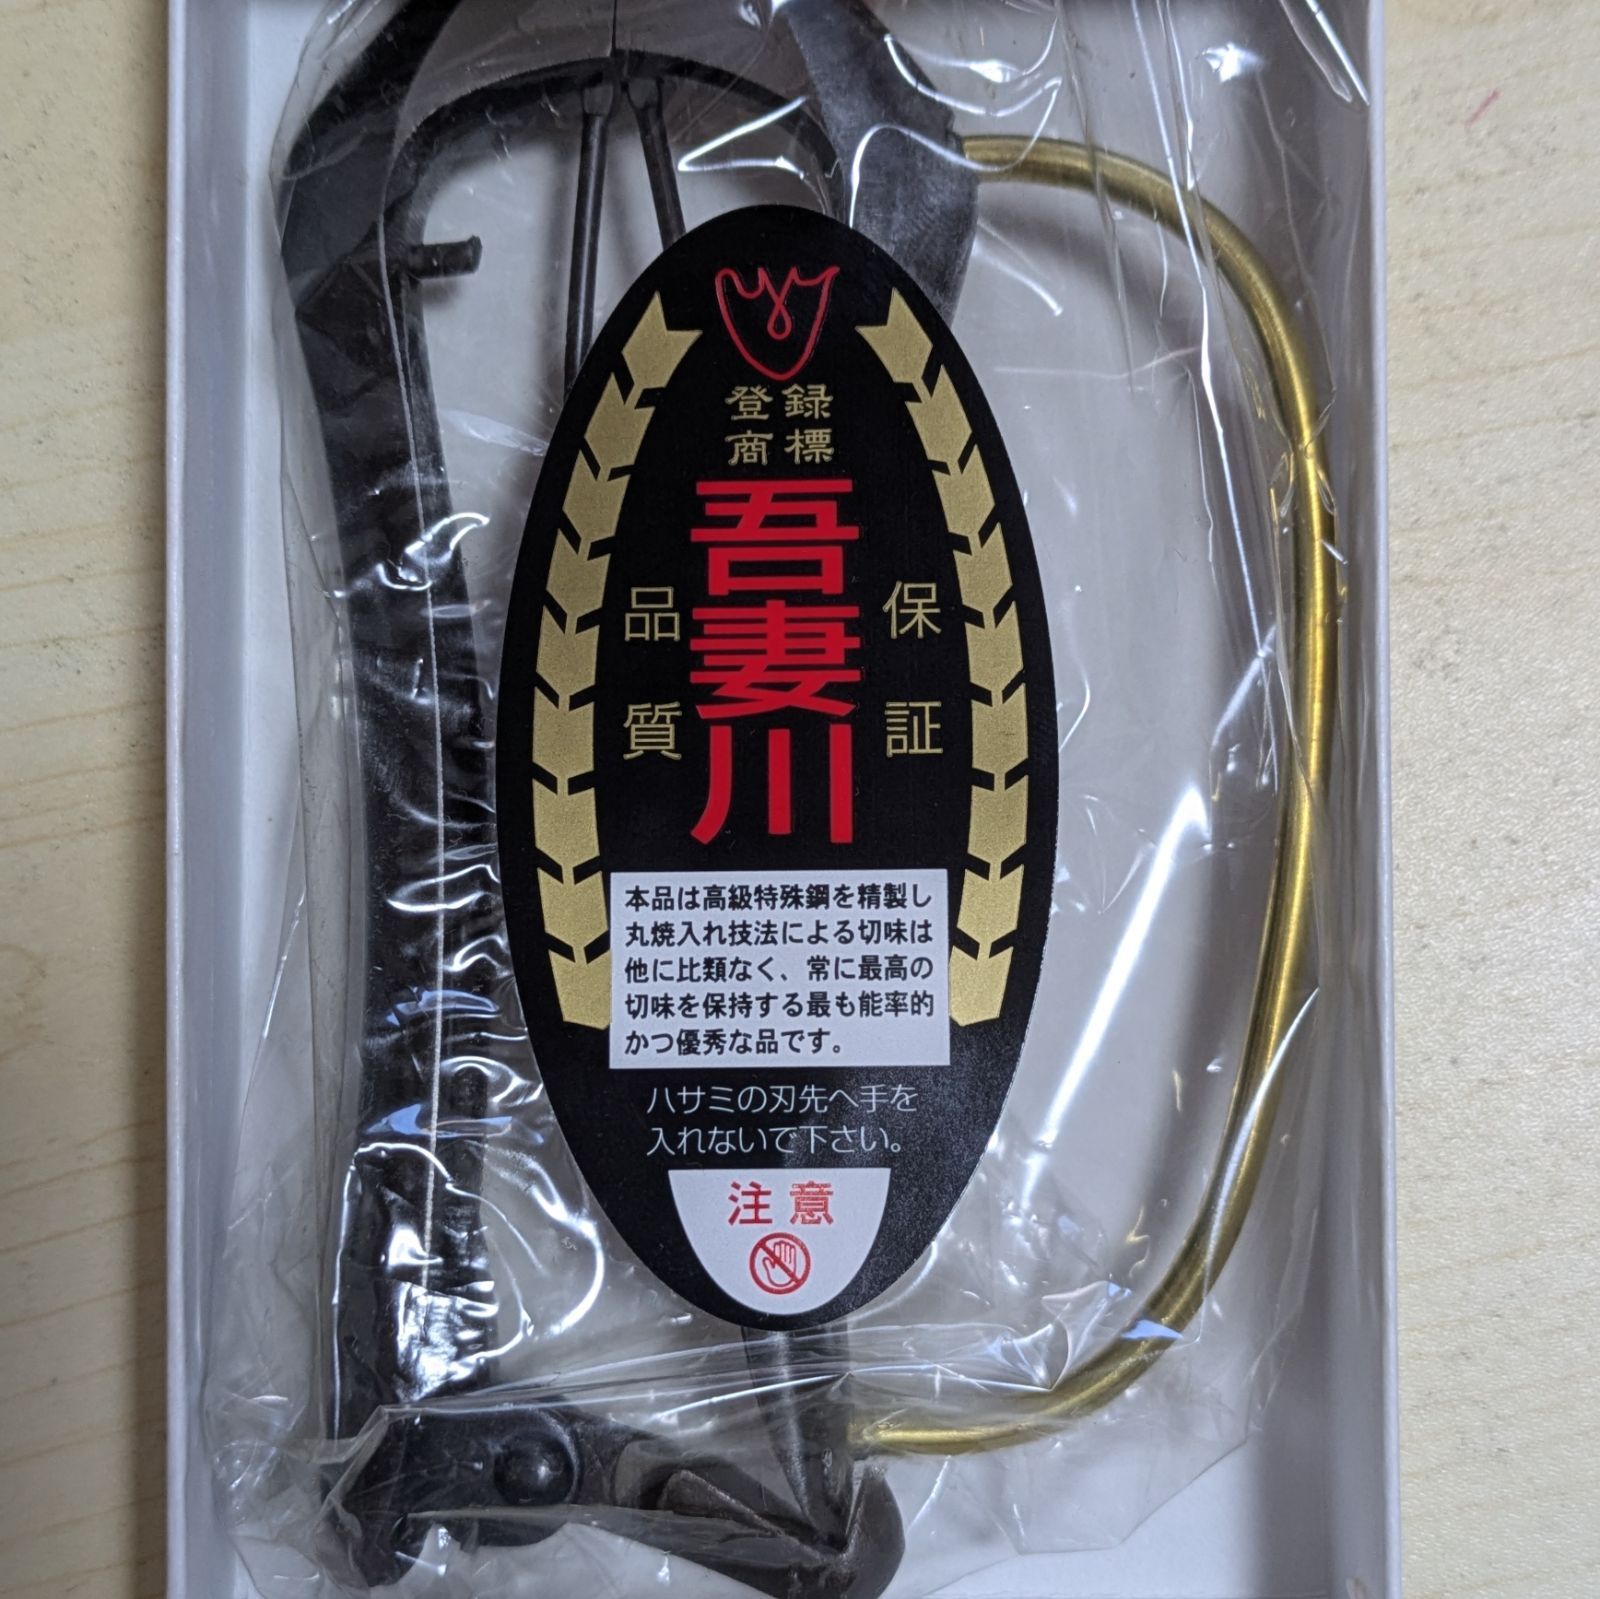 登録
商標
吾妻川
品質
保証
本品は高級特殊鋼を精製し
丸焼入れ技法による切味は
他に比類なく、常に最高の
切味を保持する最も能率的
かつ優秀な品です。
ハサミの刃先へ手を
入れないで下さい。
注意